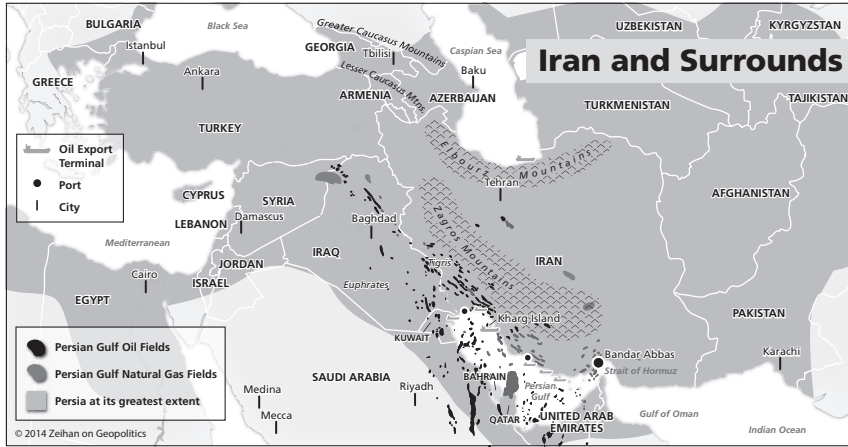 Iran and Surrounds
BULGARIA
Black Sea
Istanbul
GREECE
Ankara
TURKEY
GEORGIA
Greater Caucasus Mountains
Tbilisi
Lesser Caucasus Mtns.
ARMENIA
AZERBAIJAN
Caspian Sea
Baku
UZBEKISTAN
KYRGYZSTAN
TURKMENISTAN
TAJIKISTAN
Oil Export
Terminal
Port
City
CYPRUS
SYRIA
LEBANON
Damascus
Mediterranean
JORDAN
ISRAEL
Cairo
EGYPT
Baghdad
IRAQ
Tigris
Euphrates
Elbourz Mountains
Tehran
Zagros Mountains
IRAN
AFGHANISTAN
PAKISTAN
Karachi
Kharg Island
KUWAIT
Bandar Abbas
Strait of Hormuz
BAHRAIN
Persian
Gulf
QATAR
UNITED ARAB
EMIRATES
Gulf of Oman
Indian Ocean
SAUDI ARABIA
Riyadh
Medina
Mecca
Persian Gulf Oil Fields
Persian Gulf Natural Gas Fields
Persia at its greatest extent
© 2014 Zeihan on Geopolitics